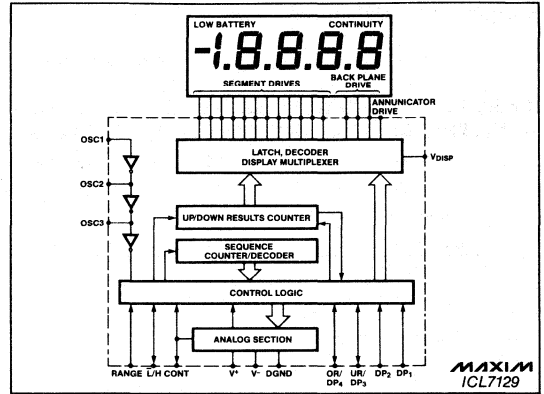 LOW BATTERY CONTINUITY
-1.8.8.8.8
SEGMENT DRIVES
BACK PLANE
DRIVE
ANNUNICATOR
DRIVE
OSC1
LATCH, DECODER
DISPLAY MULTIPLEXER
VDISP
OSC2
UP/DOWN RESULTS COUNTER
OSC3
SEQUENCE
COUNTER/DECODER
CONTROL LOGIC
ANALOG SECTION
RANGE L̅/H CONT V+ V- DGND OR/ UR/ DP2 DP1
DP4 DP3
MAXIM
ICL7129